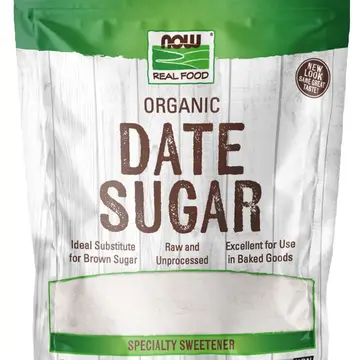 NOW
REAL FOOD
NEW
LOOK
SAME GREAT
TASTE!
ORGANIC
DATE
SUGAR
Ideal Substitute
for Brown Sugar
Raw and
Unprocessed
Excellent for Use
in Baked Goods
SPECIALTY SWEETENER